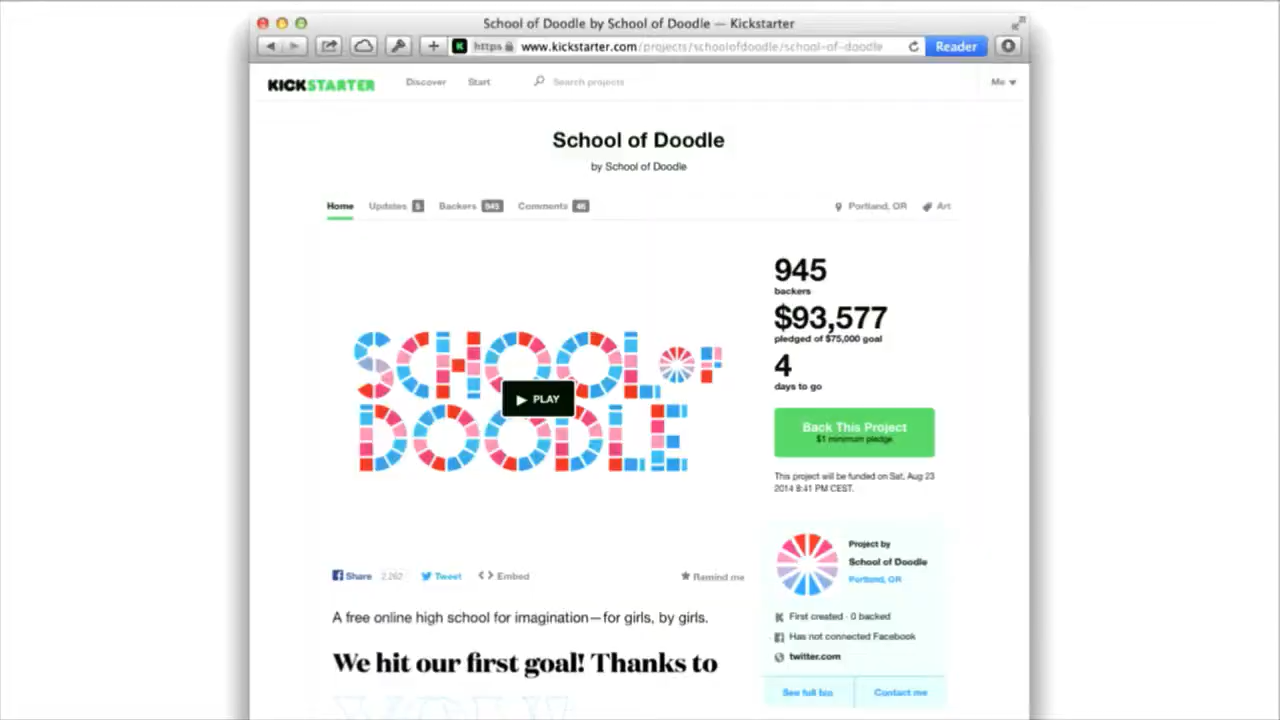 School of Doodle by School of Doodle — Kickstarter
https www.kickstarter.com/projects/schoolofdoodle/school-of-doodle
Reader
KICKSTARTER Discover Start Search projects Me
School of Doodle
by School of Doodle
Home Updates 5 Backers 945 Comments 46 Portland, OR Art
945
backers
$93,577
pledged of $75,000 goal
4
days to go
SCHOOL OF
DOODLE
PLAY
Back This Project
$1 minimum pledge
This project will be funded on Sat, Aug 23
2014 8:41 PM CEST.
Share 2,262 Tweet Embed Remind me
A free online high school for imagination—for girls, by girls.
We hit our first goal! Thanks to
Project by
School of Doodle
Portland, OR
First created · 0 backed
Has not connected Facebook
twitter.com
See full bio Contact me